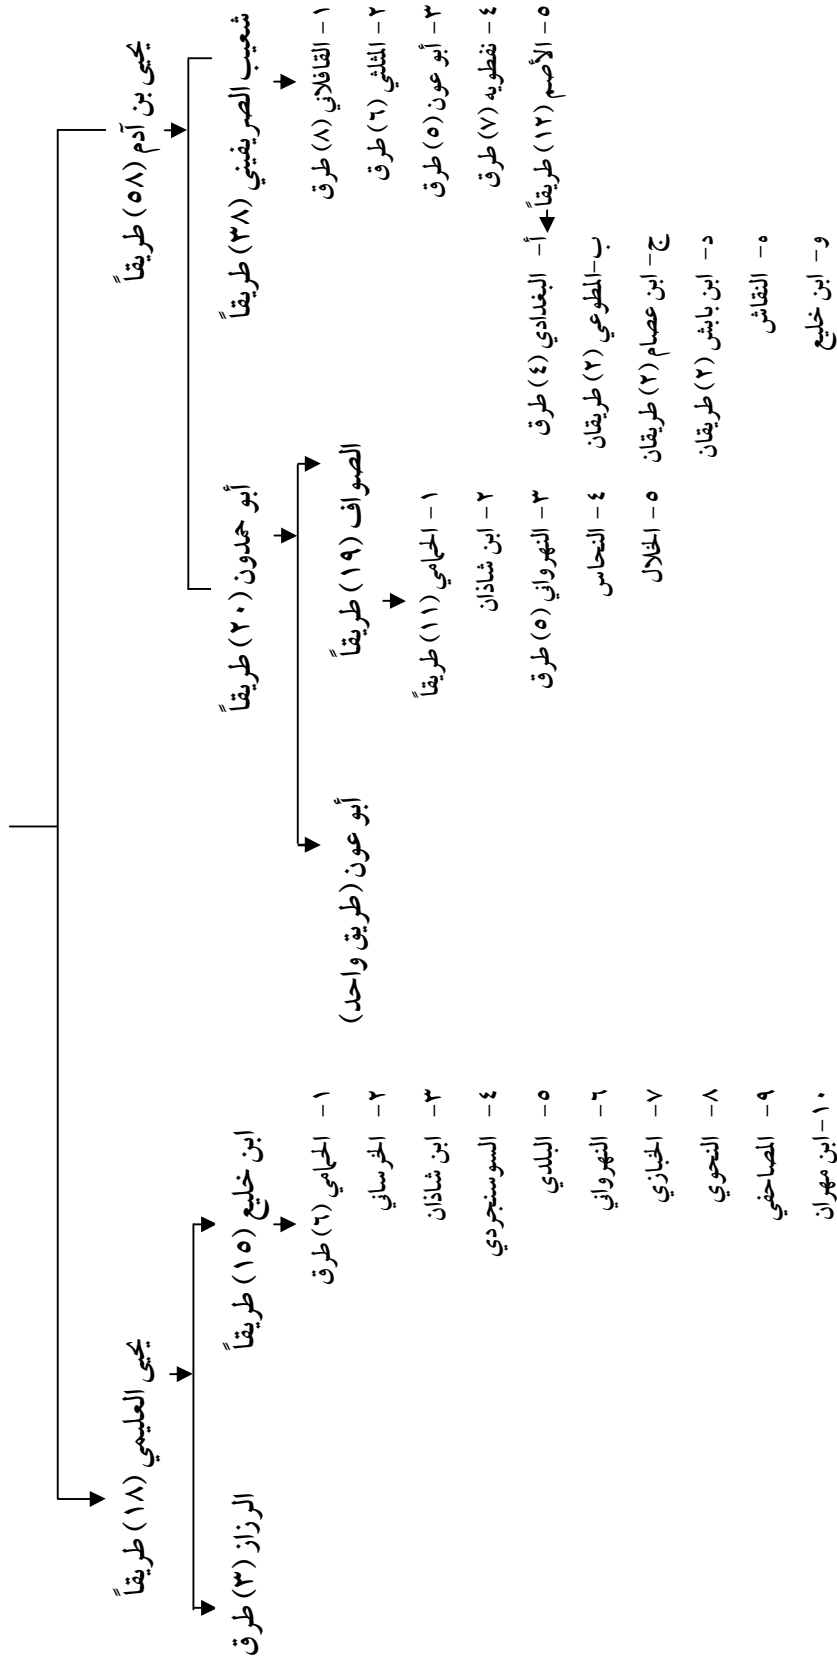 يحيى بن آدم (٥٨) طريقاً
شعيب الصريفيني (٣٨) طريقاً
١ – القافلاني (٨) طرق
٢ – المثلثي (٦) طرق
٣ – أبو عون (٥) طرق
٤ – نفطويه (٧) طرق
٥ – الأصم (١٢) طريقاً
أ – البغدادي (٤) طرق
ب–المطوعي (٢) طريقان
ج– ابن عصام (٢) طريقان
د– ابن بابش (٢) طريقان
ه– النقاش
و– ابن خليع
أبو حمدون (٢٠) طريقاً
الصواف (١٩) طريقاً
١ – الحمامي (١١) طريقاً
٢ – ابن شاذان
٣ – النهرواني (٥) طرق
٤ – النحاس
٥ – الخلال
أبو عون (طريق واحد)
يحيى العليمي (١٨) طريقاً
ابن خليع (١٥) طريقاً
١ – الحمامي (٦) طرق
٢ – الخرساني
٣ – ابن شاذان
٤ – السوسنجردي
٥ – البلدي
٦ – النهرواني
٧ – الخبازي
٨ – النحوي
٩ – المصاحفي
١٠–ابن مهران
الرزاز (٣) طرق